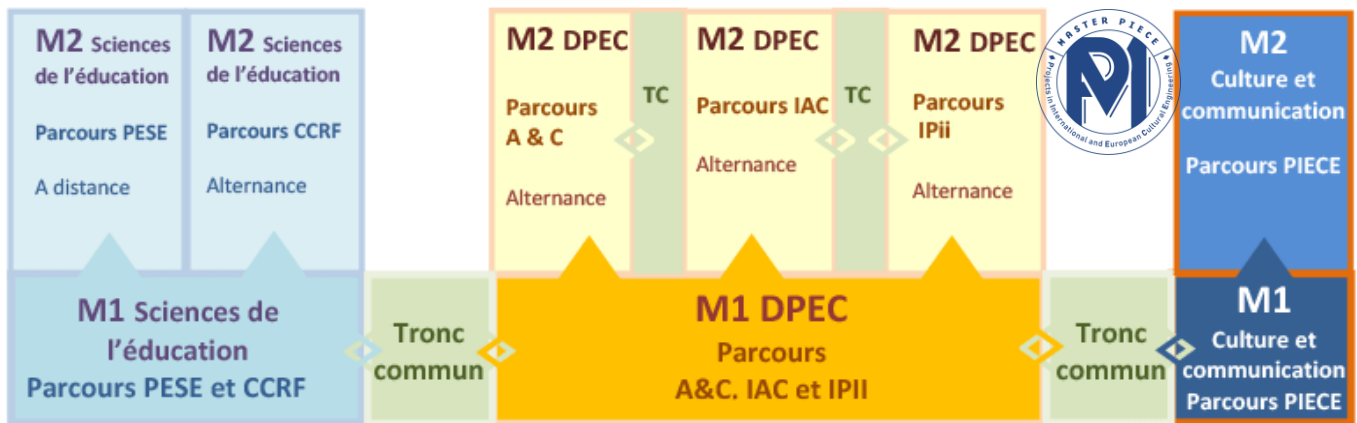 M2 Sciences
de l'éducation
Parcours PESE
A distance
M2 Sciences
de l'éducation
Parcours CCRF
Alternance
M2 DPEC
Parcours
A & C
Alternance
TC
M2 DPEC
Parcours IAC
Alternance
TC
M2 DPEC
Parcours
IPii
Alternance
MASTER PIECE
Projects in International and European Cultural Engineering
M2
Culture et
communication
Parcours PIECE
M1 Sciences de
l'éducation
Parcours PESE et CCRF
Tronc
commun
M1 DPEC
Parcours
A&C. IAC et IPII
Tronc
commun
M1
Culture et
communication
Parcours PIECE